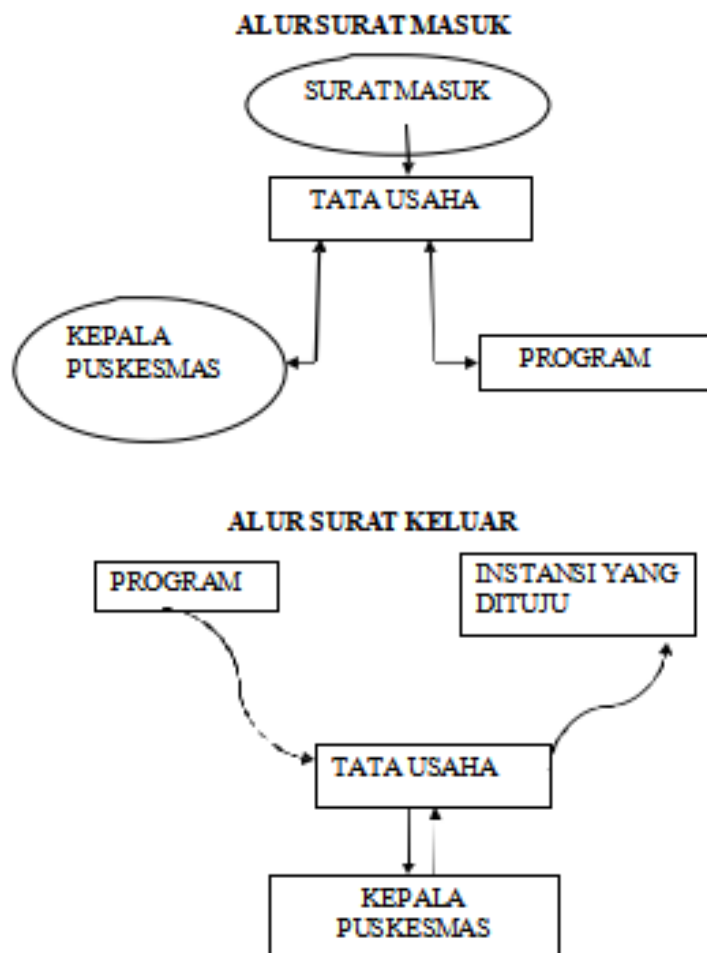 ALUR SURAT MASUK
SURAT MASUK
TATA USAHA
KEPALA
PUSKESMAS
PROGRAM
ALUR SURAT KELUAR
PROGRAM
INSTANSI YANG
DITUJU
TATA USAHA
KEPALA
PUSKESMAS